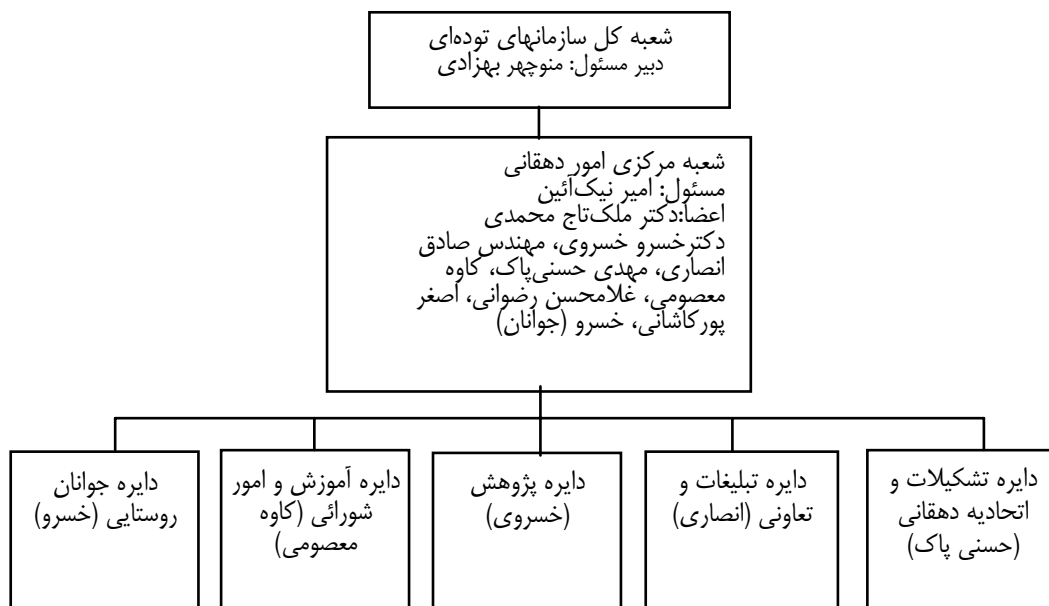 شعبه کل سازمانهای توده‌ای
دبیر مسئول: منوچهر بهزادی
شعبه مرکزی امور دهقانی
مسئول: امیر نیک‌آئین
اعضا:دکتر ملک‌تاج محمدی
دکترخسرو خسروی، مهندس صادق
انصاری، مهدی حسنی‌پاک، کاوه
معصومی، غلامحسن رضوانی، اصغر
پورکاشانی، خسرو (جوانان)
دایره تشکیلات و
اتحادیه دهقانی
(حسنی پاک)
دایره تبلیغات و
تعاونی (انصاری)
دایره پژوهش
(خسروی)
دایره آموزش و امور
شورائی (کاوه
معصومی)
دایره جوانان
روستایی (خسرو)